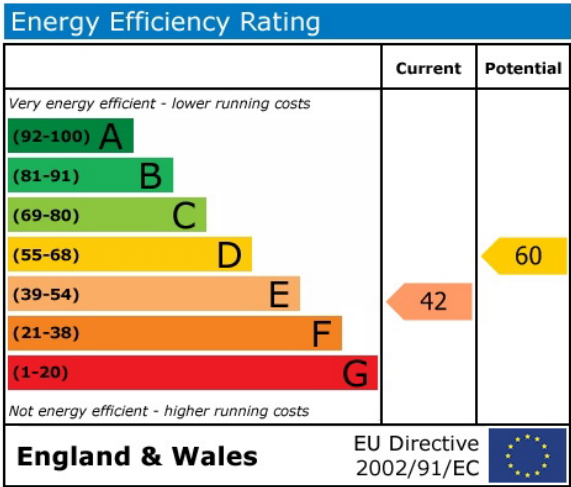 Energy Efficiency Rating
Current Potential
Very energy efficient - lower running costs
(92-100) A
(81-91) B
(69-80) C
(55-68) D
60
(39-54) E
42
(21-38) F
(1-20) G
Not energy efficient - higher running costs
England & Wales
EU Directive
2002/91/EC